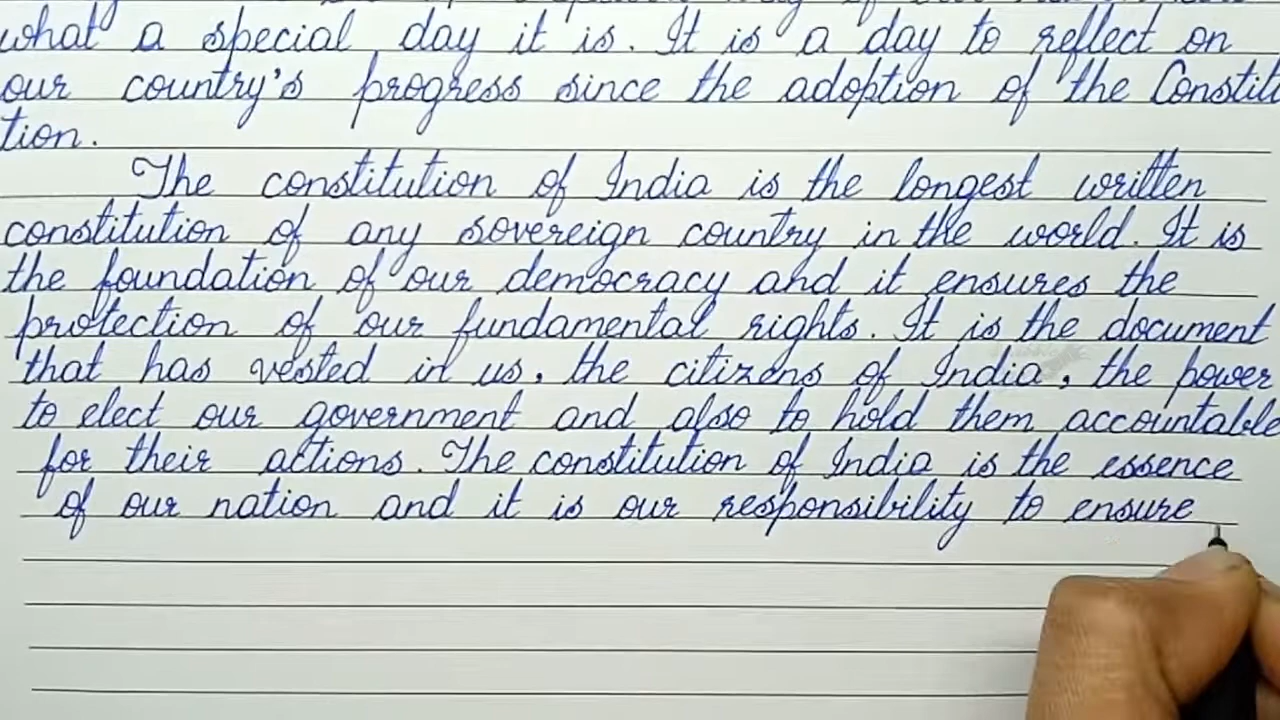 what a special day it is. It is a day to reflect on
our country's progress since the adoption of the Constitu
tion.
The constitution of India is the longest written
constitution of any sovereign country in the world. It is
the foundation of our democracy and it ensures the
protection of our fundamental rights. It is the document
that has vested in us, the citizens of India, the power
to elect our government and also to hold them accountable
for their actions. The constitution of India is the essence
of our nation and it is our responsibility to ensure